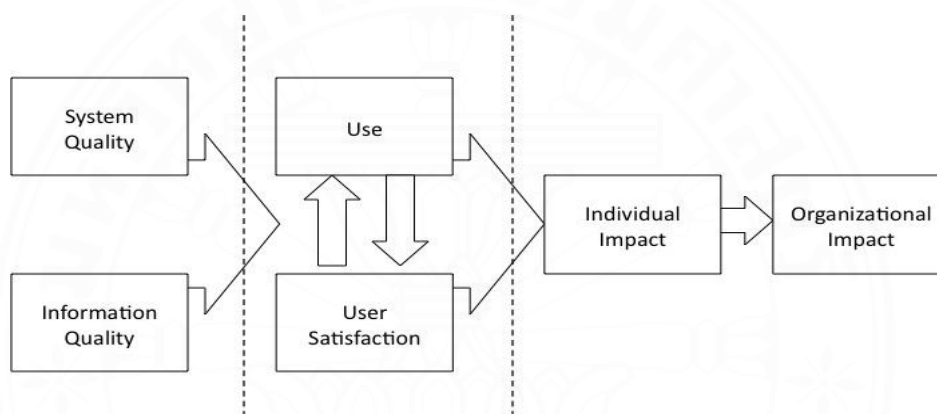 System
Quality
Use
Individual
Impact
Organizational
Impact
Information
Quality
User
Satisfaction